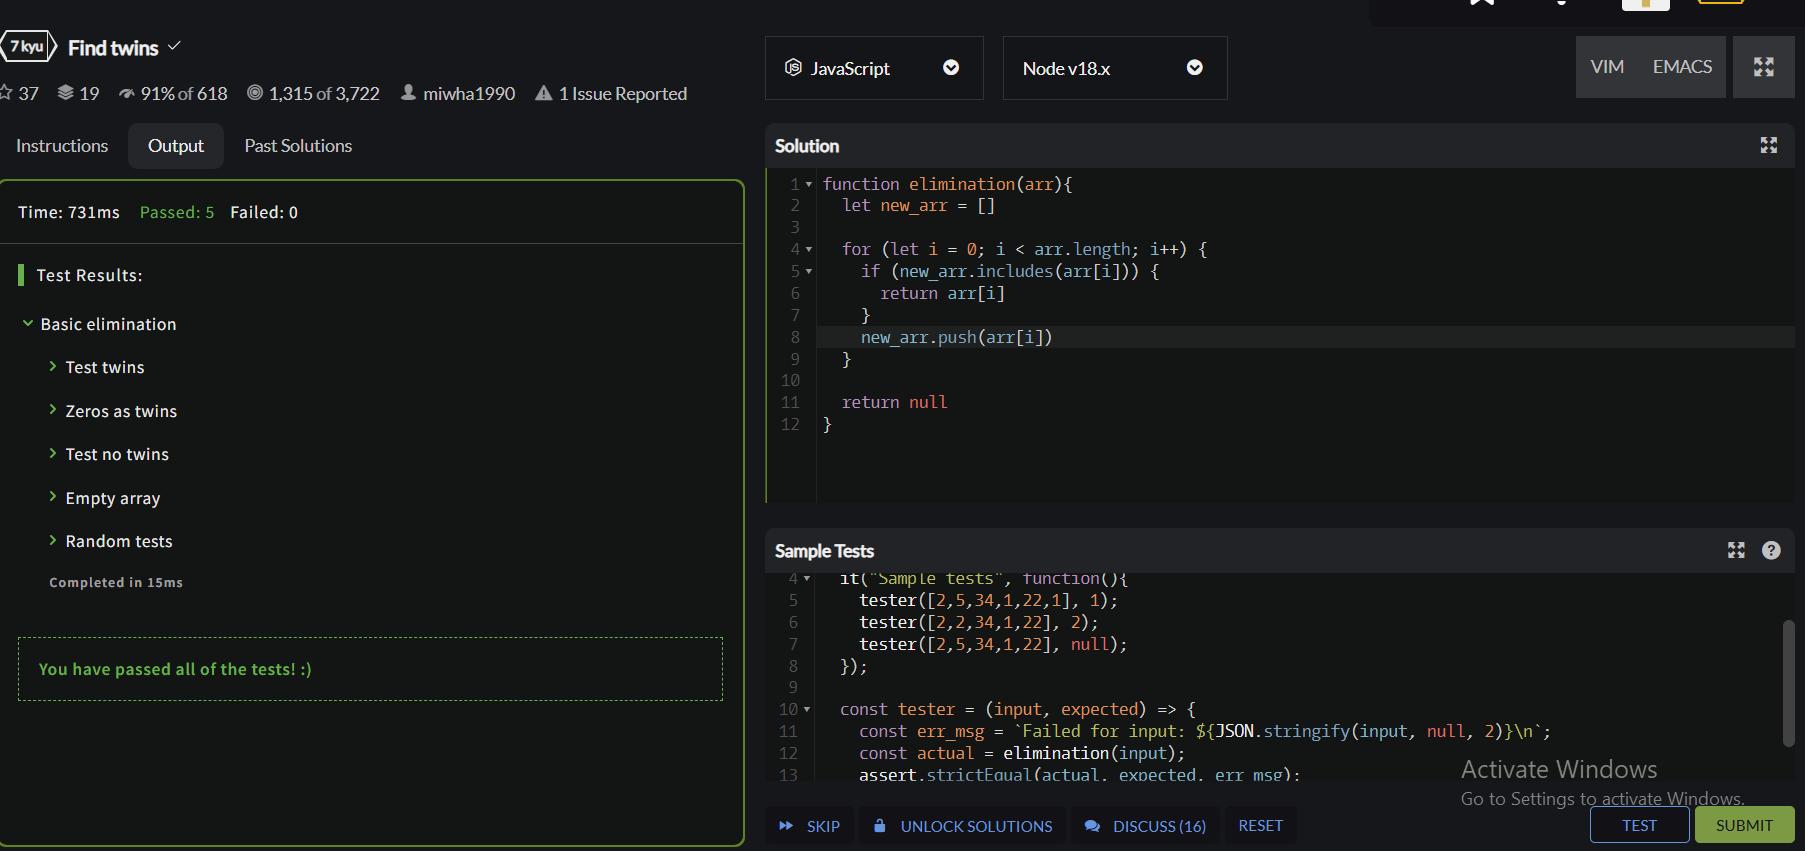 7 kyu Find twins
37 19 91% of 618 1,315 of 3,722 miwha1990 1 Issue Reported
Instructions Output Past Solutions
Time: 731ms Passed: 5 Failed: 0
Test Results:
Basic elimination
Test twins
Zeros as twins
Test no twins
Empty array
Random tests
Completed in 15ms
You have passed all of the tests! :)
JS JavaScript Node v18.x VIM EMACS
Solution
1 function elimination(arr){
2 let new_arr = []
3
4 for (let i = 0; i < arr.length; i++) {
5 if (new_arr.includes(arr[i])) {
6 return arr[i]
7 }
8 new_arr.push(arr[i])
9 }
10
11 return null
12 }
Sample Tests ?
4 it("Sample tests", function(){
5 tester([2,5,34,1,22,1], 1);
6 tester([2,2,34,1,22], 2);
7 tester([2,5,34,1,22], null);
8 });
9
10 const tester = (input, expected) => {
11 const err_msg = `Failed for input: ${JSON.stringify(input, null, 2)}\n`;
12 const actual = elimination(input);
13 assert.strictEqual(actual, expected, err_msg);
Activate Windows
Go to Settings to activate Windows.
SKIP UNLOCK SOLUTIONS DISCUSS (16) RESET TEST SUBMIT